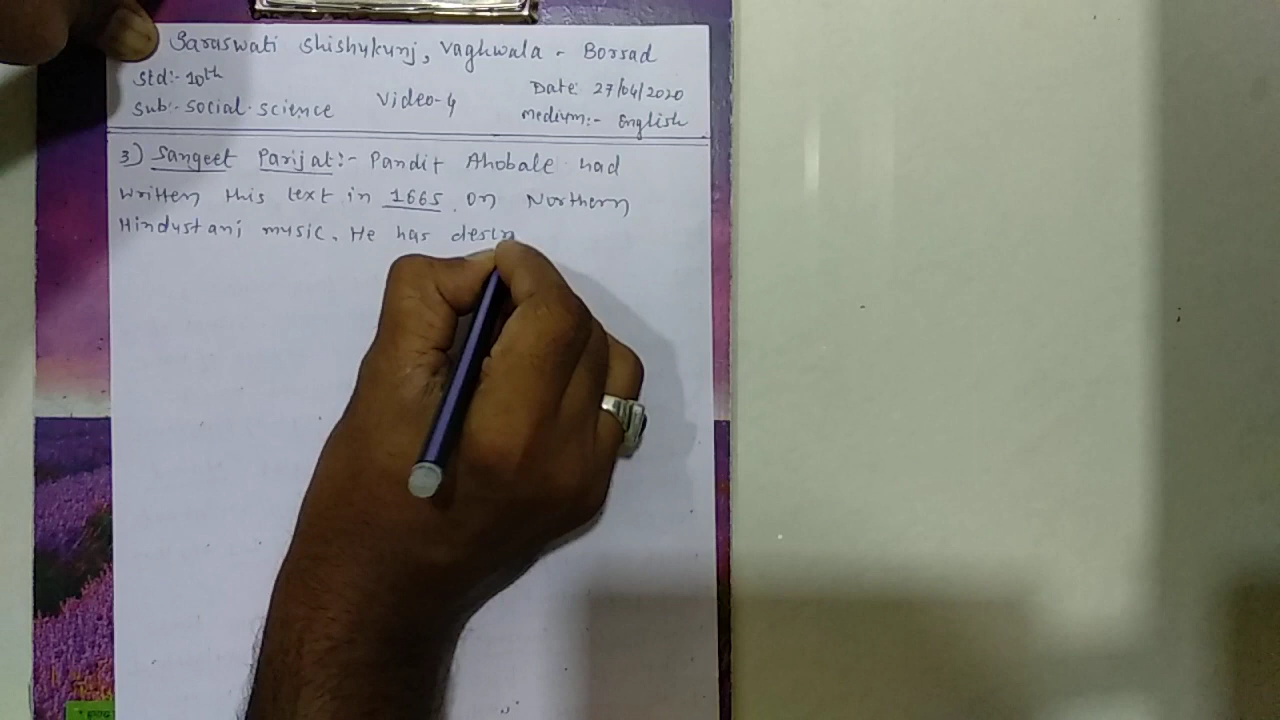 Saraswati Shishykunj, Vaghwala - Borsad
Std:- 10th
Date: 27/04/2020
Sub:- Social science
Video-4
Medium:- English
3) Sangeet Parijat:- Pandit Ahobale had
written this text in 1665 on Northern
Hindustani music. He has desin